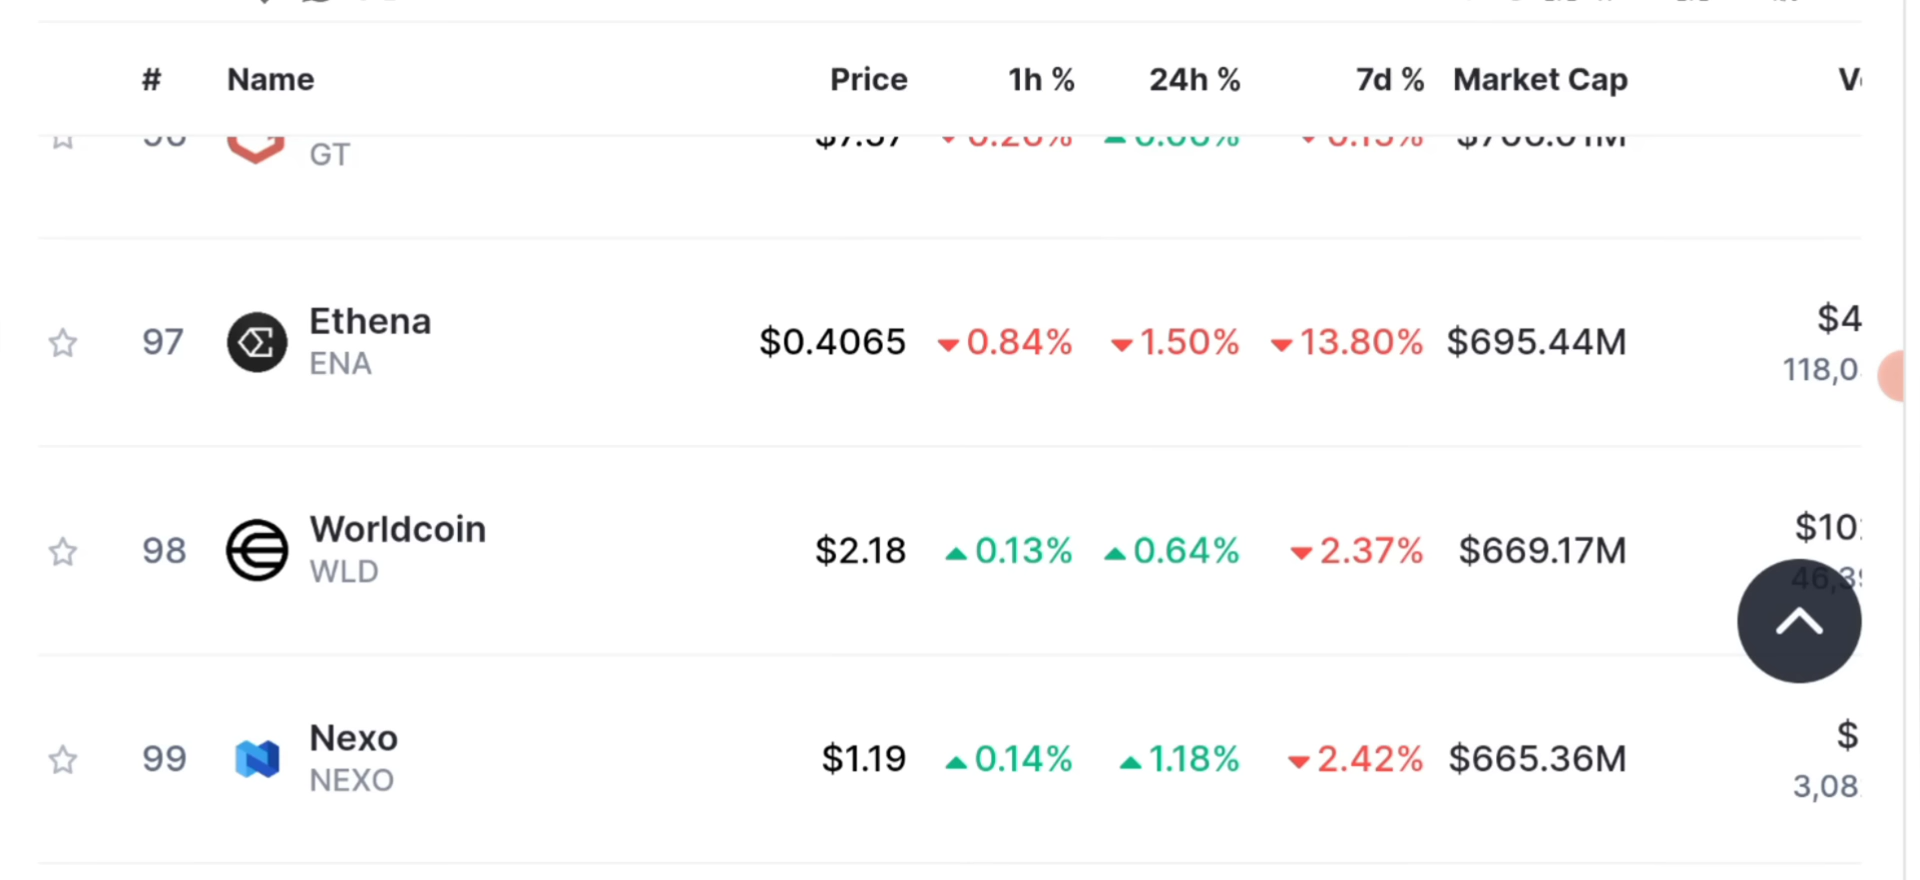 # Name Price 1h % 24h % 7d % Market Cap
GT
97 Ethena ENA $0.4065 0.84% 1.50% 13.80% $695.44M $4 118,0
98 Worldcoin WLD $2.18 0.13% 0.64% 2.37% $669.17M $10
99 Nexo NEXO $1.19 0.14% 1.18% 2.42% $665.36M $ 3,08